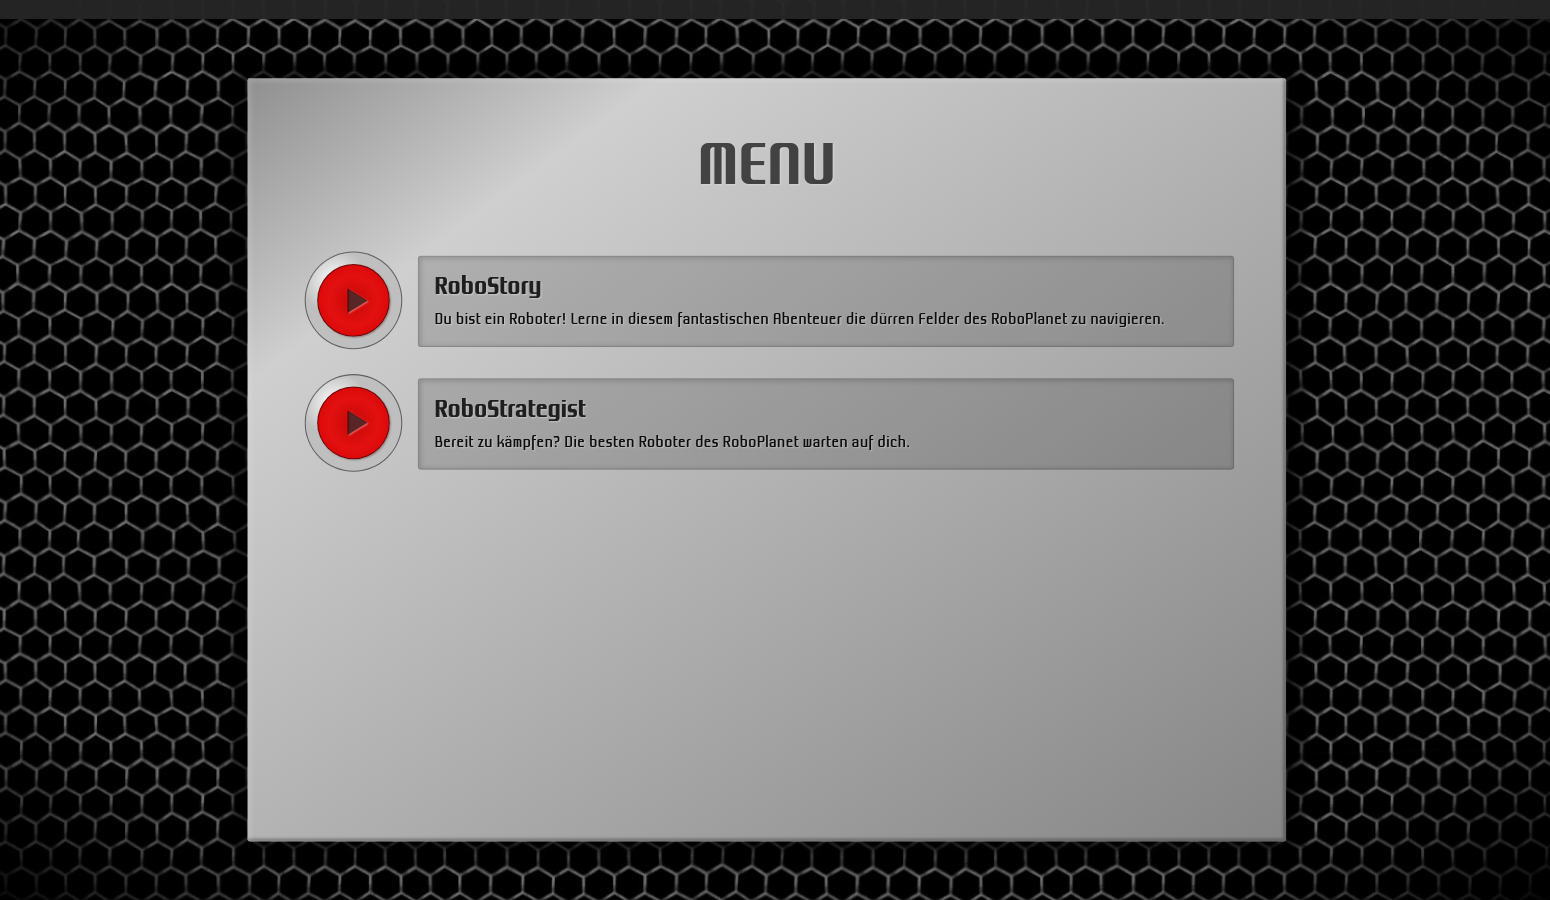 MENU
RoboStory
Du bist ein Roboter! Lerne in diesem fantastischen Abenteuer die dürren Felder des RoboPlanet zu navigieren.
RoboStrategist
Bereit zu kämpfen? Die besten Roboter des RoboPlanet warten auf dich.